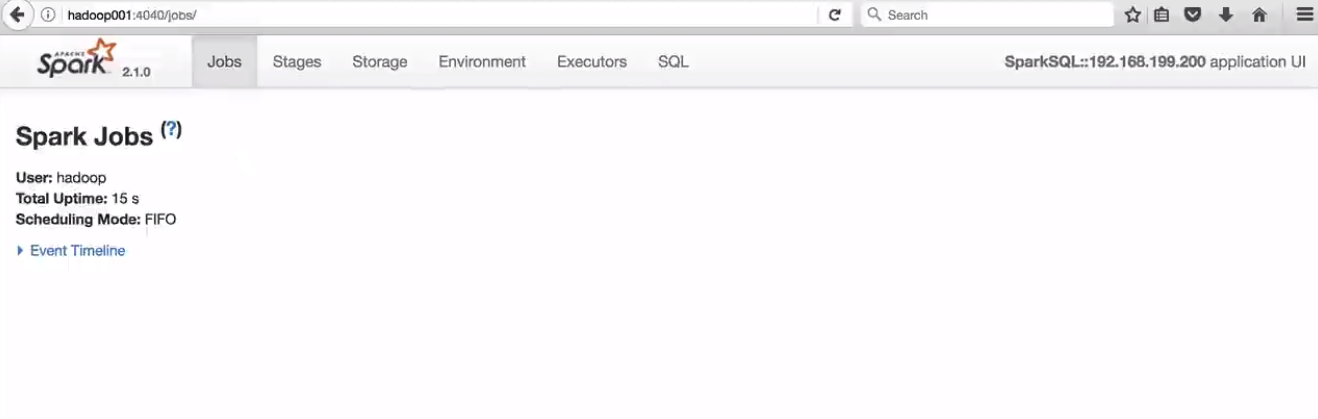 hadoop001:4040/jobs/
Search
APACHE
Spark 2.1.0
Jobs
Stages
Storage
Environment
Executors
SQL
SparkSQL::192.168.199.200 application UI
Spark Jobs (?)
User: hadoop
Total Uptime: 15 s
Scheduling Mode: FIFO
Event Timeline